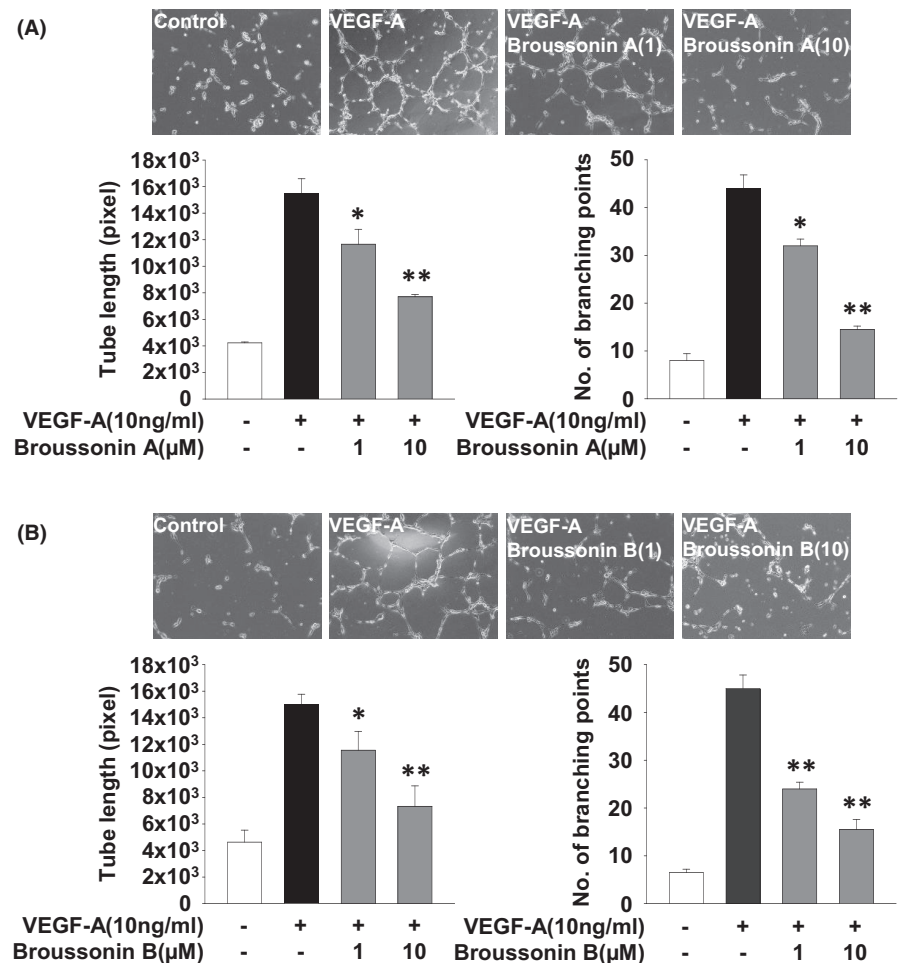 (A)
Control
VEGF-A
VEGF-A
Broussonin A(1)
VEGF-A
Broussonin A(10)
Tube length (pixel)
18x10³
16x10³
14x10³
12x10³
10x10³
8x10³
6x10³
4x10³
2x10³
0
*
**
VEGF-A(10ng/ml) - + + +
Broussonin A(µM) - - 1 10
No. of branching points
50
40
30
20
10
0
*
**
VEGF-A(10ng/ml) - + + +
Broussonin A(µM) - - 1 10
(B)
Control
VEGF-A
VEGF-A
Broussonin B(1)
VEGF-A
Broussonin B(10)
Tube length (pixel)
18x10³
16x10³
14x10³
12x10³
10x10³
8x10³
6x10³
4x10³
2x10³
0
*
**
VEGF-A(10ng/ml) - + + +
Broussonin B(µM) - - 1 10
No. of branching points
50
40
30
20
10
0
**
**
VEGF-A(10ng/ml) - + + +
Broussonin B(µM) - - 1 10